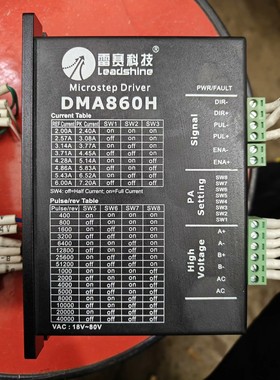 雷赛科技
Leadshine
Microstep Driver
DMA860H
Current Table
REF Current PK Current SW1 SW2 SW3
2.00A 2.40A on on on
2.57A 3.08A off on on
3.14A 3.77A on off on
3.71A 4.45A off off on
4.28A 5.14A on on off
4.86A 5.83A off on off
5.43A 6.52A on off off
6.00A 7.20A off off off
SW4: off=Half Current, on=Full Current
Pulse/rev Table
Pulse/rev SW5 SW6 SW7 SW8
400 on on on on
800 off on on on
1600 on off on on
3200 off off on on
6400 on on off on
12800 off on off on
25600 on off off on
51200 off off off on
1000 on on on off
2000 off on on off
4000 on off on off
5000 off off on off
8000 on on off off
10000 off on off off
20000 on off off off
40000 off off off off
VAC: 18V~80V
PWR/FAULT
Signal
DIR-
DIR+
PUL-
PUL+
ENA-
ENA+
PA Setting
SW8
SW7
SW6
SW5
SW4
SW3
SW2
SW1
High Voltage
A+
A-
B+
B-
AC
AC